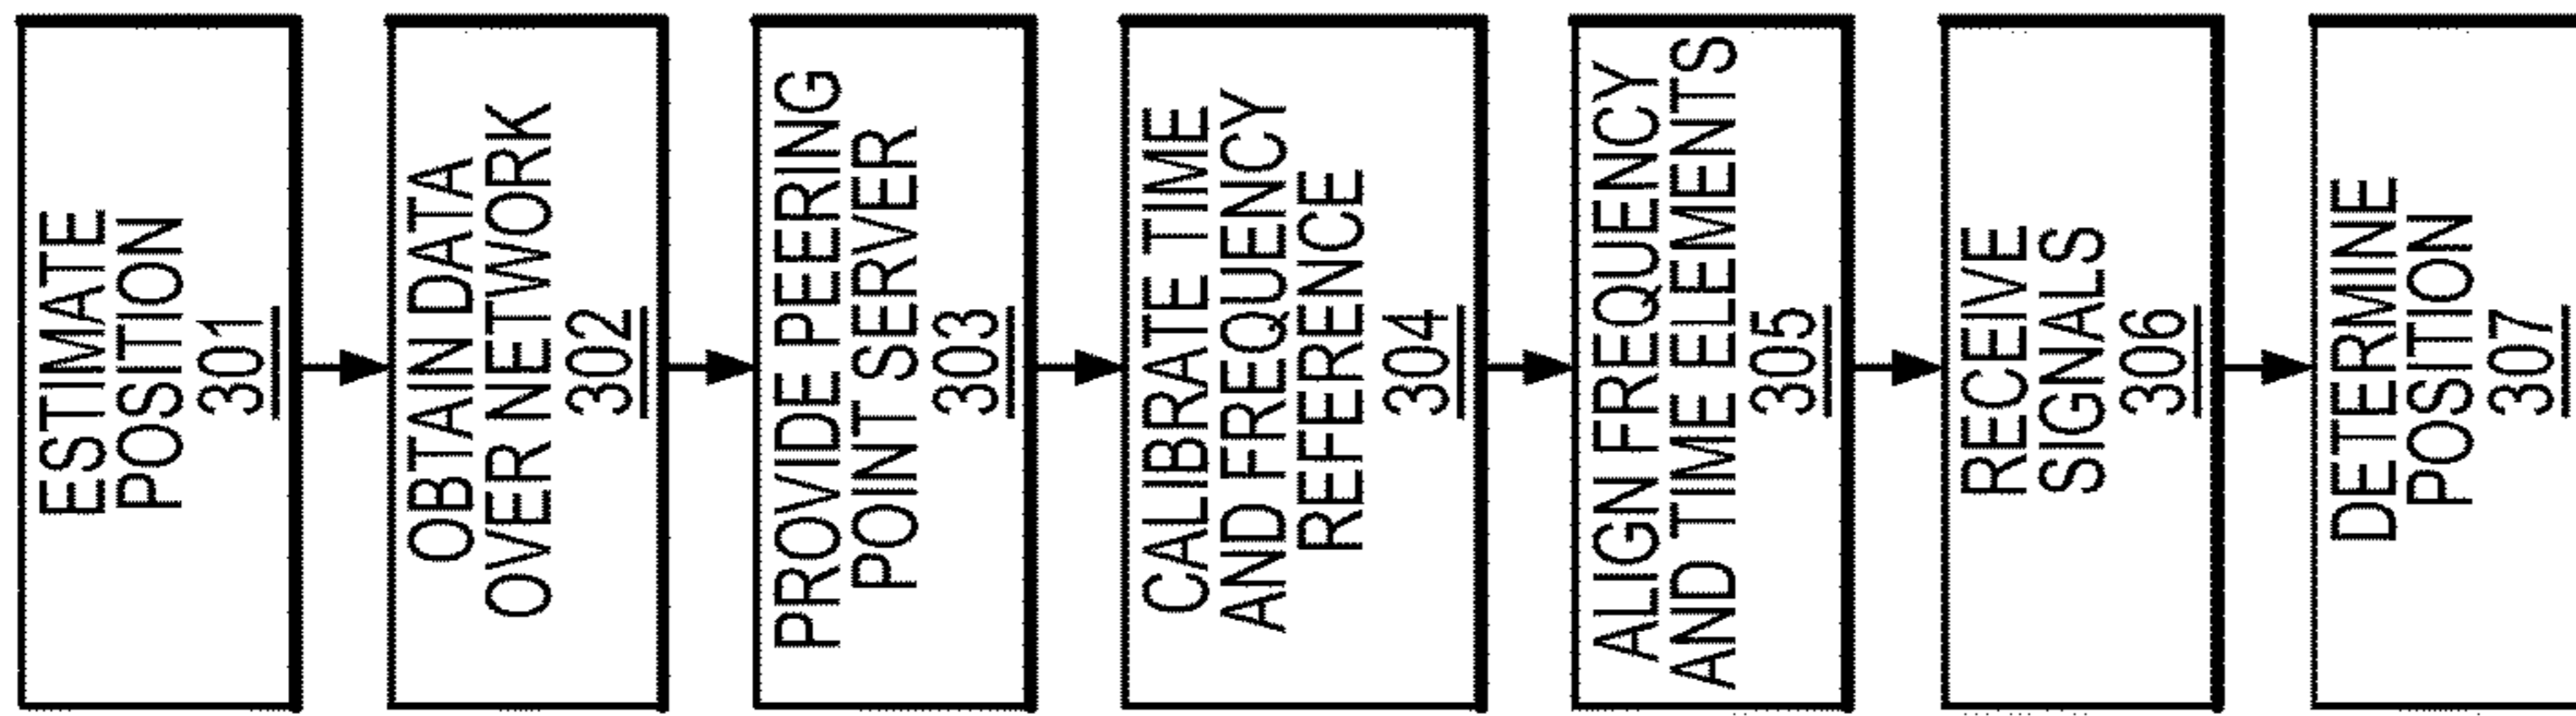 ESTIMATE
POSITION
301
OBTAIN DATA
OVER NETWORK
302
PROVIDE PEERING
POINT SERVER
303
CALIBRATE TIME
AND FREQUENCY
REFERENCE
304
ALIGN FREQUENCY
AND TIME ELEMENTS
305
RECEIVE
SIGNALS
306
DETERMINE
POSITION
307